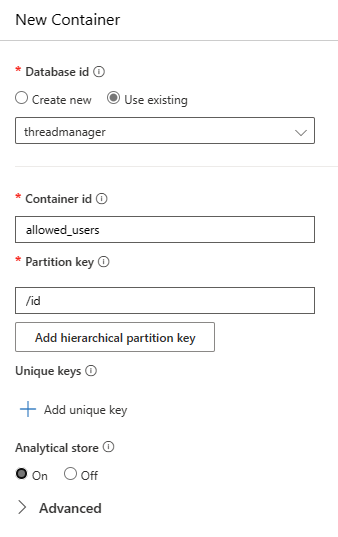 New Container
* Database id
Create new Use existing
threadmanager
* Container id
allowed_users
* Partition key
/id
Add hierarchical partition key
Unique keys
Add unique key
Analytical store
On Off
Advanced